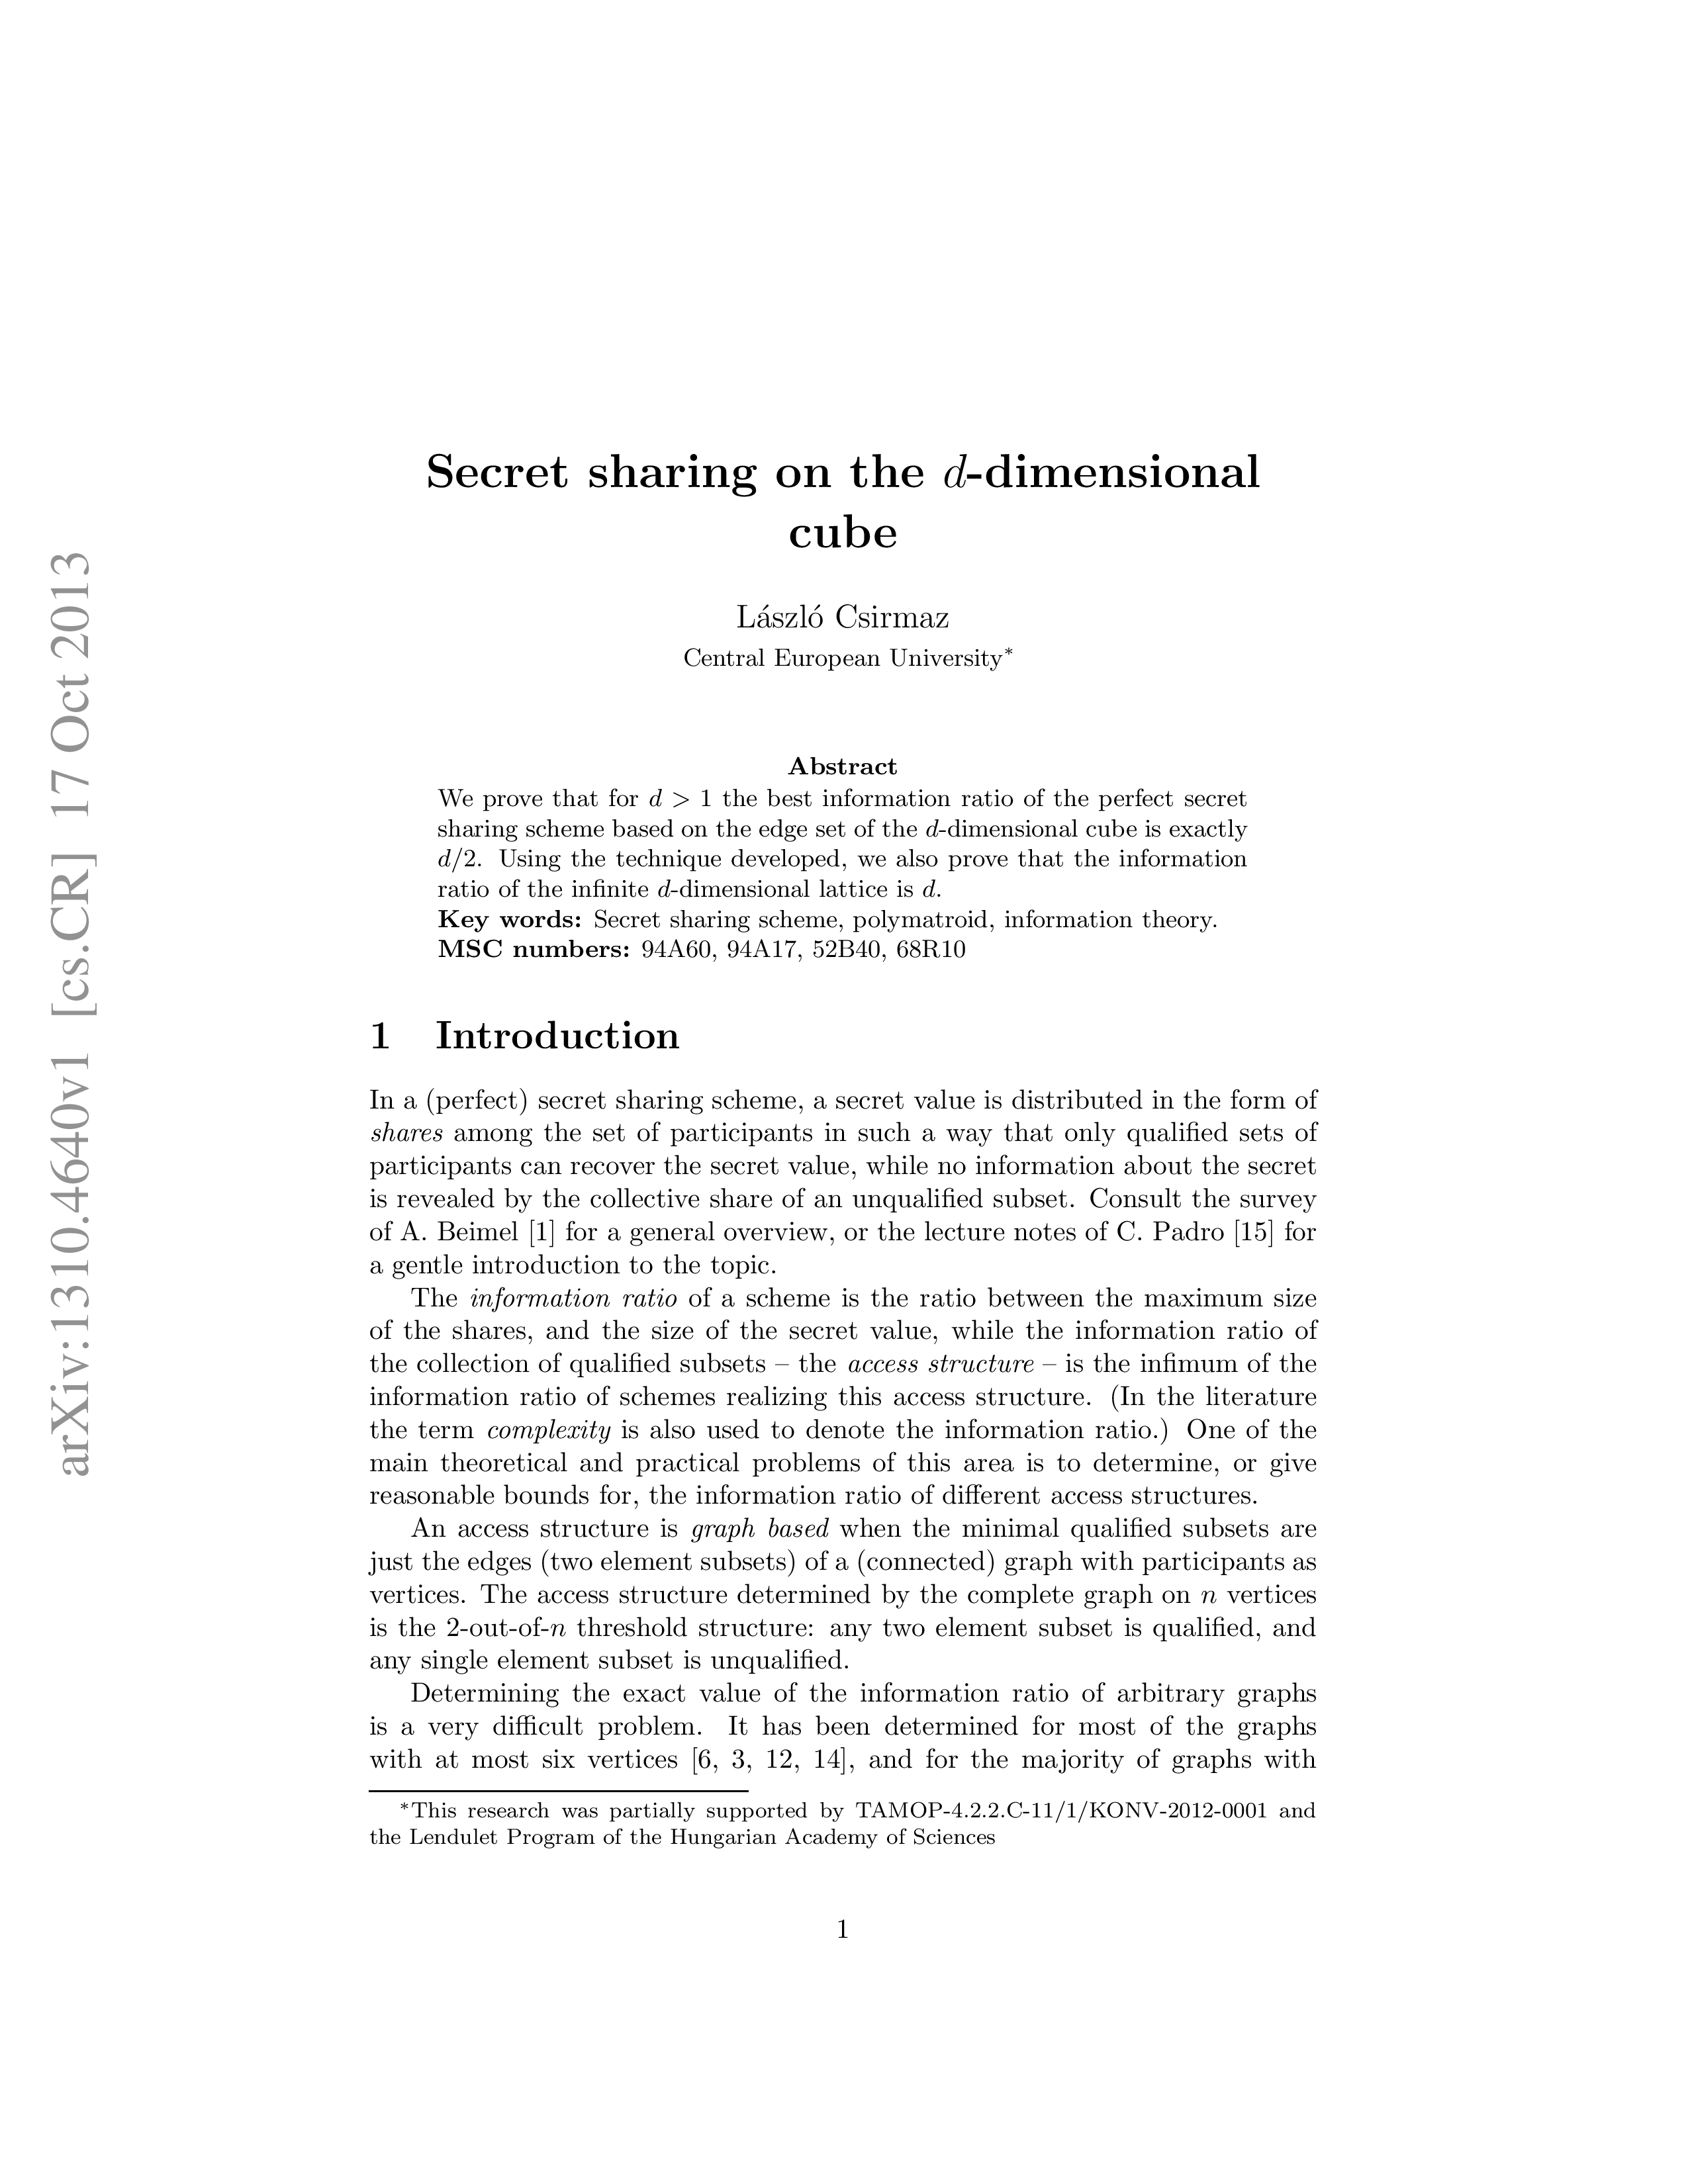 arXiv:1310.4640v1 [cs.CR] 17 Oct 2013
Secret sharing on the d-dimensional
cube
László Csirmaz
Central European University*
Abstract
We prove that for d > 1 the best information ratio of the perfect secret
sharing scheme based on the edge set of the d-dimensional cube is exactly
d/2. Using the technique developed, we also prove that the information
ratio of the infinite d-dimensional lattice is d.
Key words: Secret sharing scheme, polymatroid, information theory.
MSC numbers: 94A60, 94A17, 52B40, 68R10
1 Introduction
In a (perfect) secret sharing scheme, a secret value is distributed in the form of
shares among the set of participants in such a way that only qualified sets of
participants can recover the secret value, while no information about the secret
is revealed by the collective share of an unqualified subset. Consult the survey
of A. Beimel [1] for a general overview, or the lecture notes of C. Padro [15] for
a gentle introduction to the topic.
The information ratio of a scheme is the ratio between the maximum size
of the shares, and the size of the secret value, while the information ratio of
the collection of qualified subsets – the access structure – is the infimum of the
information ratio of schemes realizing this access structure. (In the literature
the term complexity is also used to denote the information ratio.) One of the
main theoretical and practical problems of this area is to determine, or give
reasonable bounds for, the information ratio of different access structures.
An access structure is graph based when the minimal qualified subsets are
just the edges (two element subsets) of a (connected) graph with participants as
vertices. The access structure determined by the complete graph on n vertices
is the 2-out-of-n threshold structure: any two element subset is qualified, and
any single element subset is unqualified.
Determining the exact value of the information ratio of arbitrary graphs
is a very difficult problem. It has been determined for most of the graphs
with at most six vertices [6, 3, 12, 14], and for the majority of graphs with
*This research was partially supported by TAMOP-4.2.2.C-11/1/KONV-2012-0001 and
the Lendulet Program of the Hungarian Academy of Sciences
1